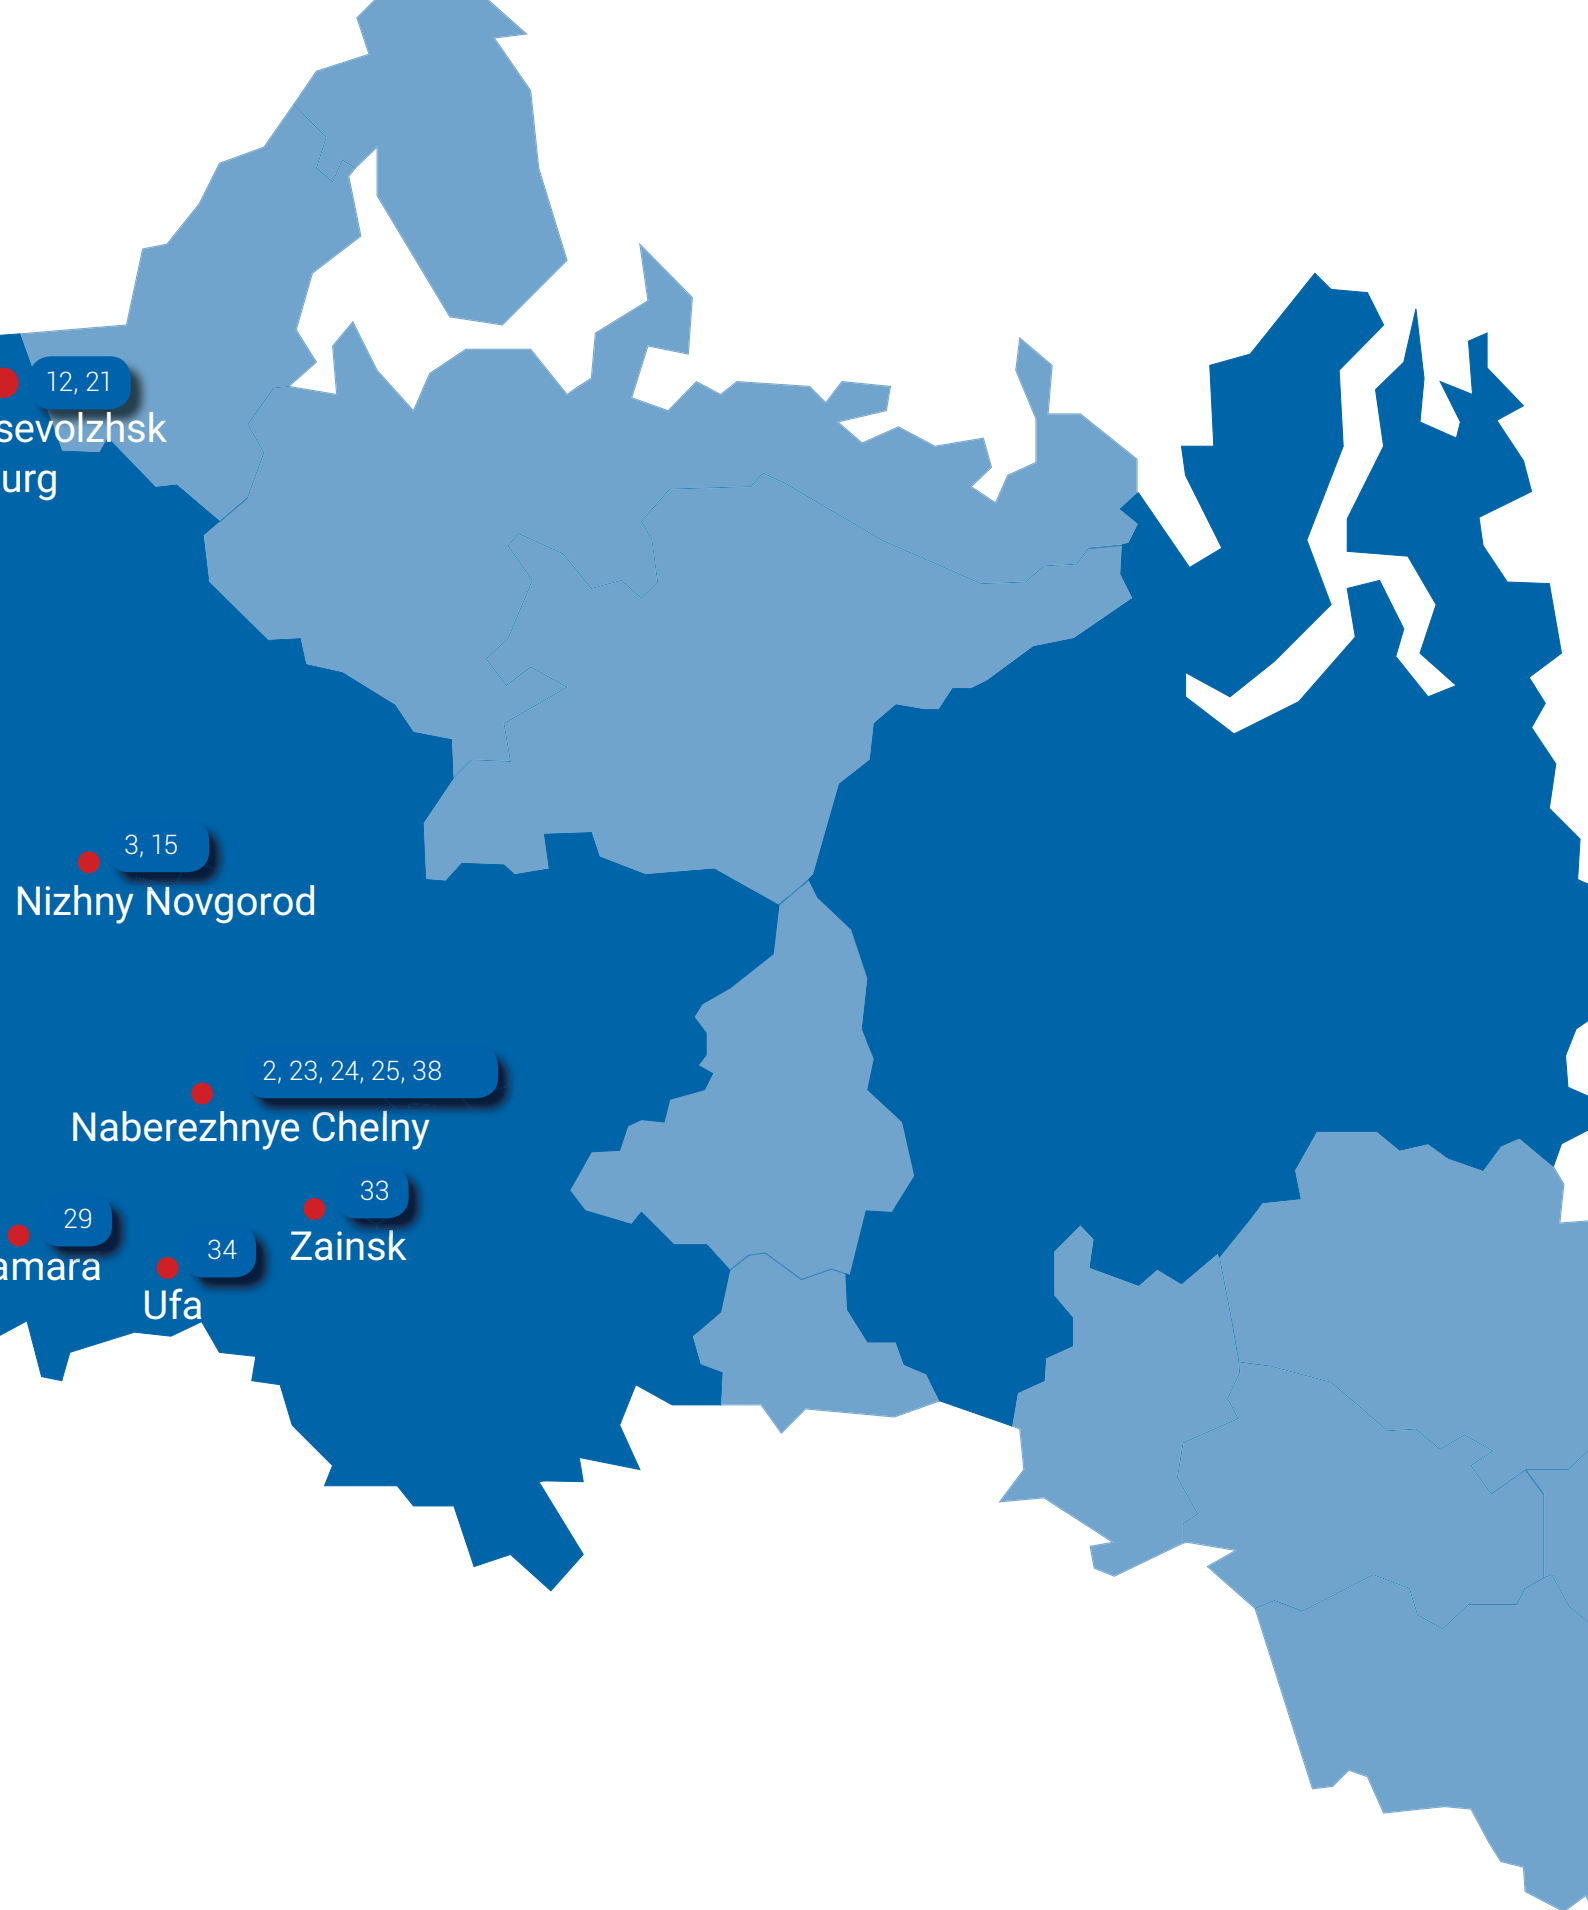 12, 21
sevolzhsk
urg
3, 15
Nizhny Novgorod
2, 23, 24, 25, 38
Naberezhnye Chelny
33
Zainsk
29
amara
34
Ufa